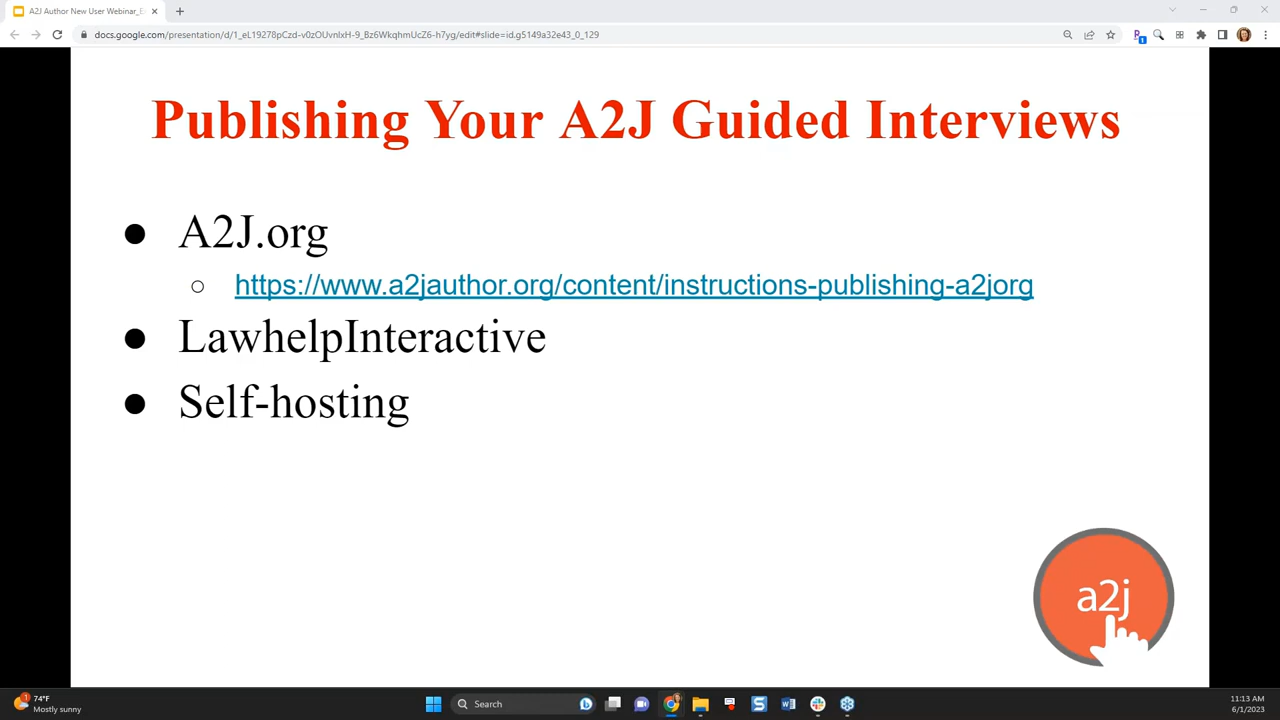 A2J Author New User Webinar_E
docs.google.com/presentation/d/1_eL19278pCzd-v0zOUvnlxH-9_Bz6WkqhmUcZ6-h7yg/edit#slide=id.g5149a32e43_0_129
Publishing Your A2J Guided Interviews
● A2J.org
○ https://www.a2jauthor.org/content/instructions-publishing-a2jorg
● LawhelpInteractive
● Self-hosting
a2j
74°F
Mostly sunny
Search
11:13 AM
6/1/2023